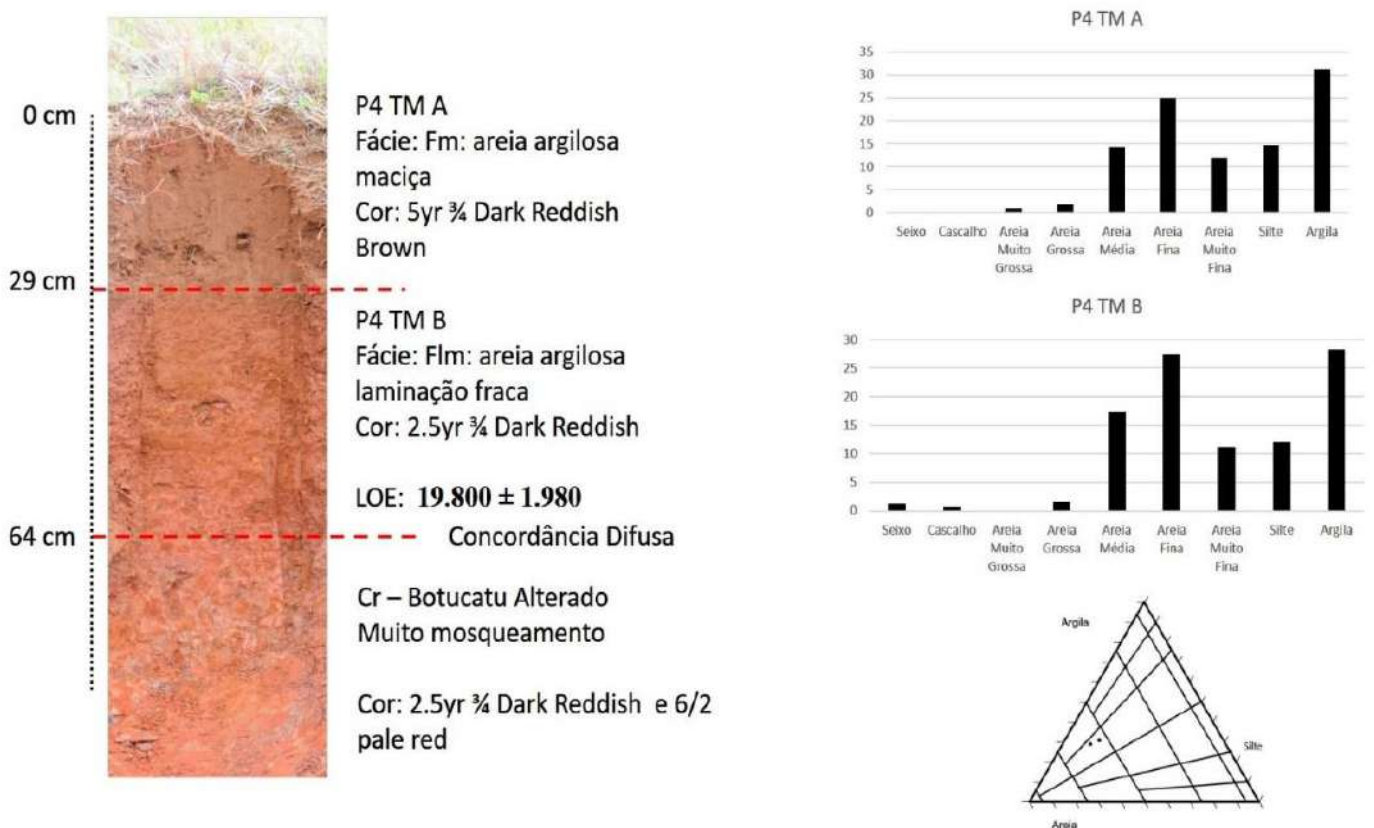 0 cm
29 cm
64 cm
P4 TM A
Fácie: Fm: areia argilosa
maciça
Cor: 5yr ¾ Dark Reddish
Brown
P4 TM B
Fácie: Flm: areia argilosa
laminação fraca
Cor: 2.5yr ¾ Dark Reddish
LOE: 19.800 ± 1.980
Concordância Difusa
Cr – Botucatu Alterado
Muito mosqueamento
Cor: 2.5yr ¾ Dark Reddish e 6/2
pale red
P4 TM A
35
30
25
20
15
10
5
0
Seixo Cascalho Areia Areia Areia Areia Areia Silte Argila
Muito Grossa Média Fina Muito
Grossa Fina
P4 TM B
30
25
20
15
10
5
0
Seixo Cascalho Areia Areia Areia Areia Areia Silte Argila
Muito Grossa Média Fina Muito
Grossa Fina
Argila
Silte
Areia